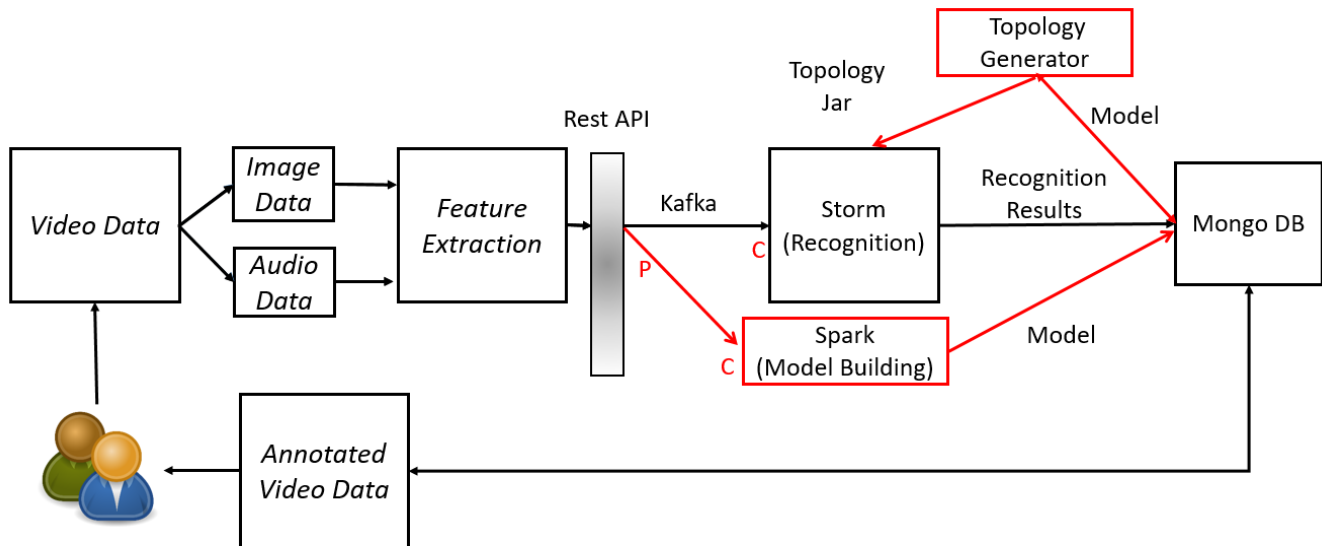 Topology
Generator
Topology
Jar
Model
Rest API
Video Data
Image
Data
Audio
Data
Feature
Extraction
Kafka
P
C
Storm
(Recognition)
Recognition
Results
Mongo DB
C
Spark
(Model Building)
Model
Annotated
Video Data